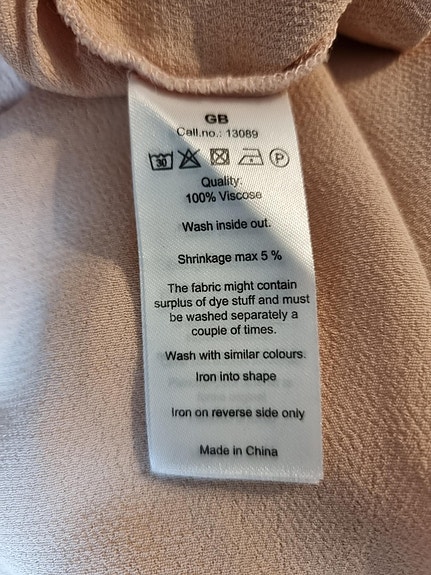 GB
Call.no.: 13089
30 P
Quality:
100% Viscose
Wash inside out.
Shrinkage max 5 %
The fabric might contain
surplus of dye stuff and must
be washed separately a
couple of times.
Wash with similar colours.
Iron into shape
Iron on reverse side only
Made in China